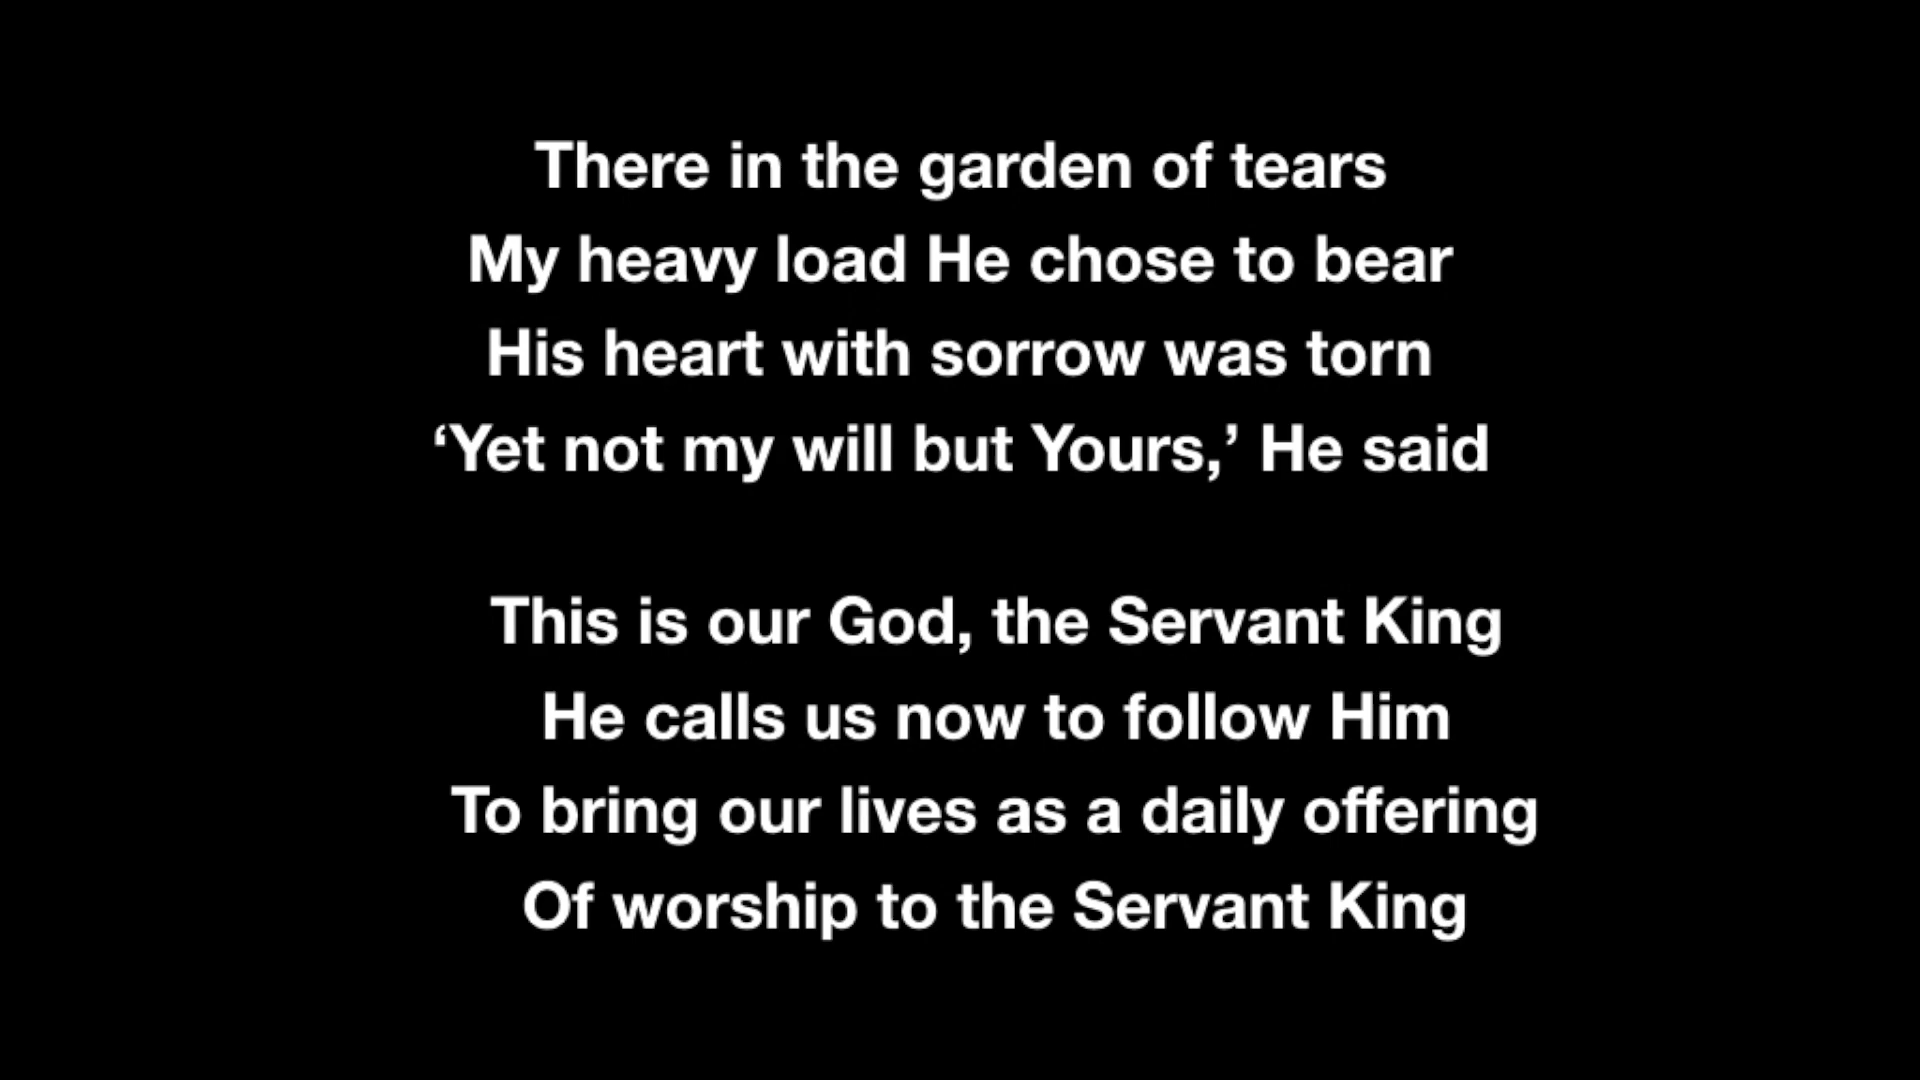 There in the garden of tears
My heavy load He chose to bear
His heart with sorrow was torn
‘Yet not my will but Yours,’ He said
This is our God, the Servant King
He calls us now to follow Him
To bring our lives as a daily offering
Of worship to the Servant King